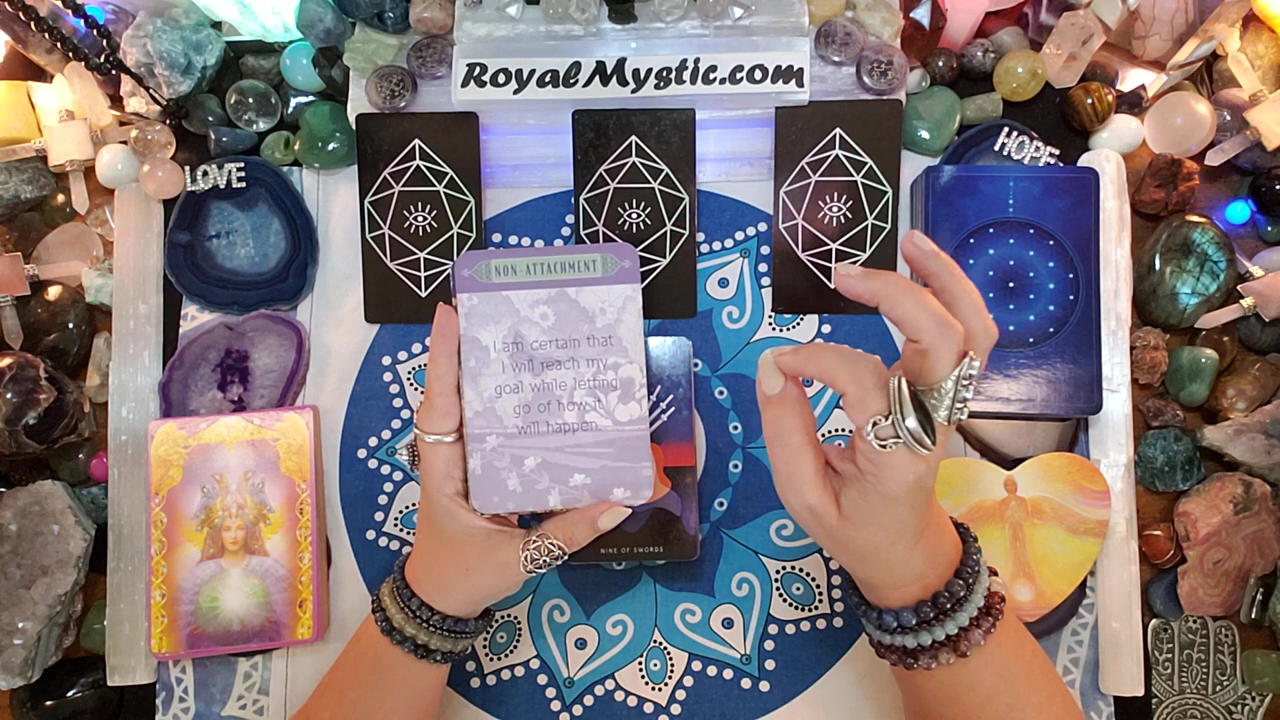 RoyalMystic.com
LOVE
HOPE
NON-ATTACHMENT
I am certain that
I will reach my
goal while letting
go of how it
will happen.
NINE OF SWORDS